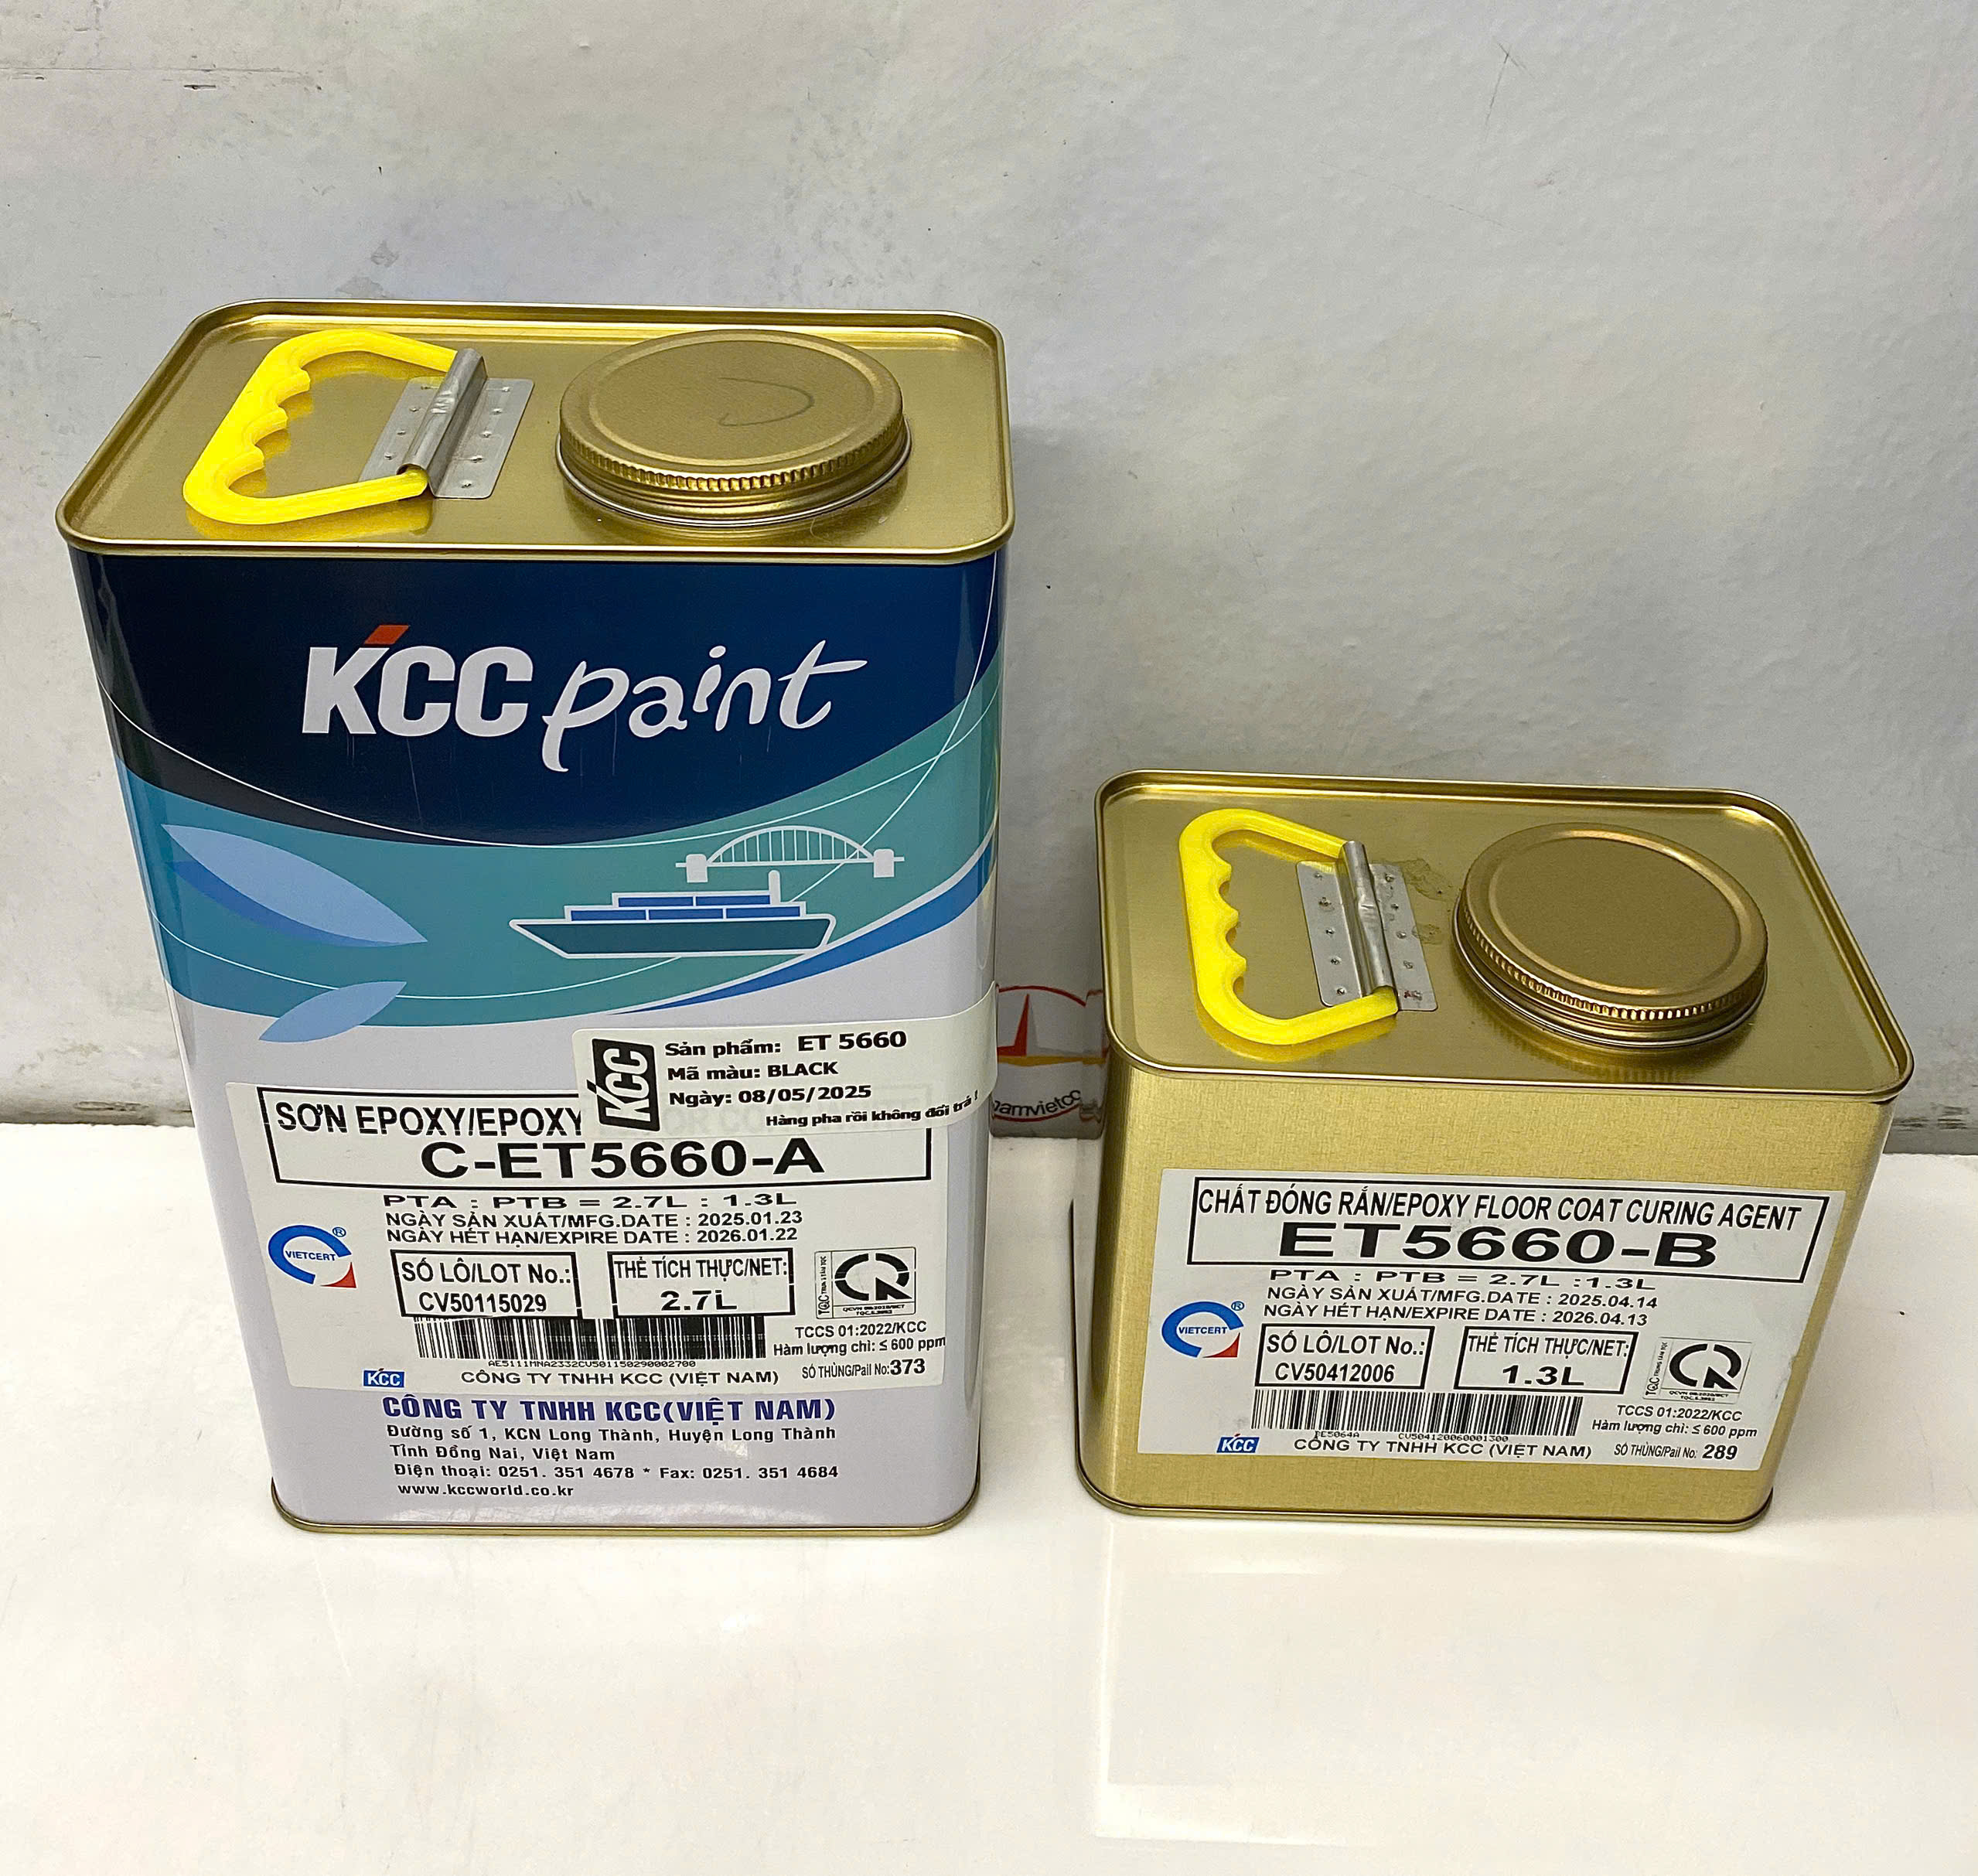 KCC paint
KCC
Sản phẩm: ET 5660
Mã màu: BLACK
Ngày: 08/05/2025
Hàng pha rồi không đổi trả !
SƠN EPOXY/EPOXY
C-ET5660-A
PTA : PTB = 2.7L : 1.3L
NGÀY SẢN XUẤT/MFG.DATE : 2025.01.23
NGÀY HẾT HẠN/EXPIRE DATE : 2026.01.22
VIETCERT®
SỐ LÔ/LOT No.:
CV50115029
THỂ TÍCH THỰC/NET:
2.7L
TCCS 01:2022/KCC
Hàm lượng chì: ≤ 600 ppm
AE5111MNA2332CV501150290002700
SỐ THÙNG/Pail No:373
KCC CÔNG TY TNHH KCC (VIỆT NAM)
CÔNG TY TNHH KCC(VIỆT NAM)
Đường số 1, KCN Long Thành, Huyện Long Thành
Tỉnh Đồng Nai, Việt Nam
Điện thoại: 0251. 351 4678 * Fax: 0251. 351 4684
www.kccworld.co.kr
CHẤT ĐÓNG RẮN/EPOXY FLOOR COAT CURING AGENT
ET5660-B
PTA : PTB = 2.7L :1.3L
NGÀY SẢN XUẤT/MFG.DATE : 2025.04.14
NGÀY HẾT HẠN/EXPIRE DATE : 2026.04.13
VIETCERT®
SỐ LÔ/LOT No.:
CV50412006
THỂ TÍCH THỰC/NET:
1.3L
TCCS 01:2022/KCC
Hàm lượng chì: ≤ 600 ppm
CV504120060001300
SỐ THÙNG/Pail No: 289
KCC CÔNG TY TNHH KCC (VIỆT NAM)